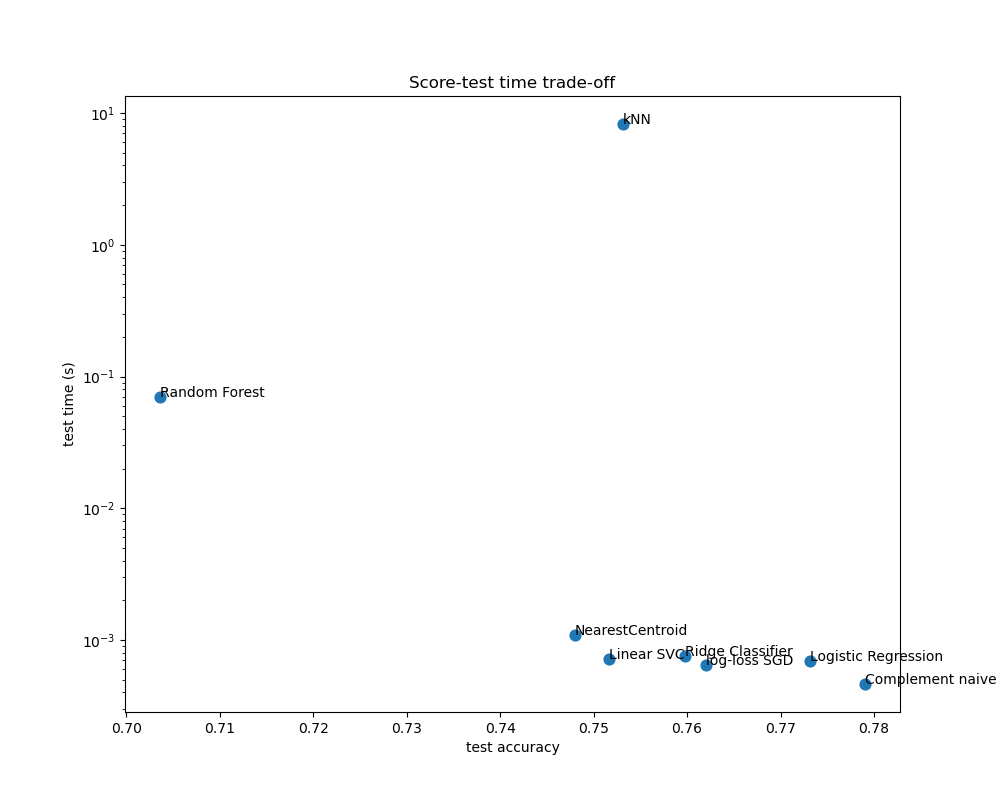 Score-test time trade-off
10¹
kNN
10⁰
test time (s)
10⁻¹
Random Forest
10⁻²
10⁻³
NearestCentroid
Linear SVC
Ridge Classifier
log-loss SGD
Logistic Regression
Complement naive
0.70 0.71 0.72 0.73 0.74 0.75 0.76 0.77 0.78
test accuracy